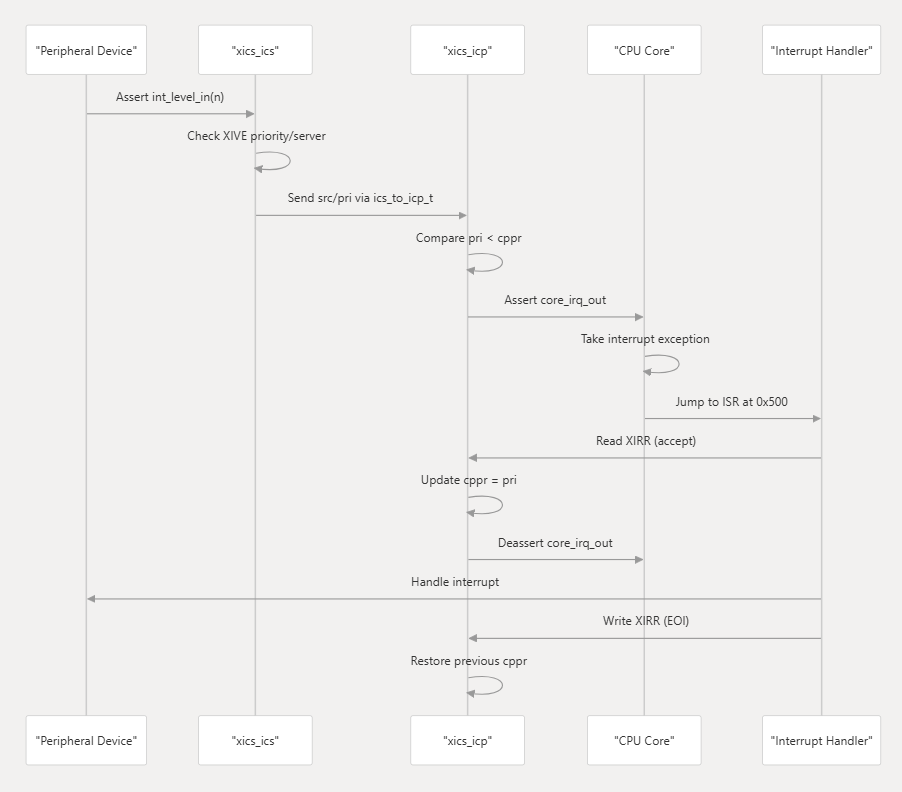 "Peripheral Device"
"xics_ics"
"xics_icp"
"CPU Core"
"Interrupt Handler"
Assert int_level_in(n)
Check XIVE priority/server
Send src/pri via ics_to_icp_t
Compare pri < cppr
Assert core_irq_out
Take interrupt exception
Jump to ISR at 0x500
Read XIRR (accept)
Update cppr = pri
Deassert core_irq_out
Handle interrupt
Write XIRR (EOI)
Restore previous cppr
"Peripheral Device"
"xics_ics"
"xics_icp"
"CPU Core"
"Interrupt Handler"